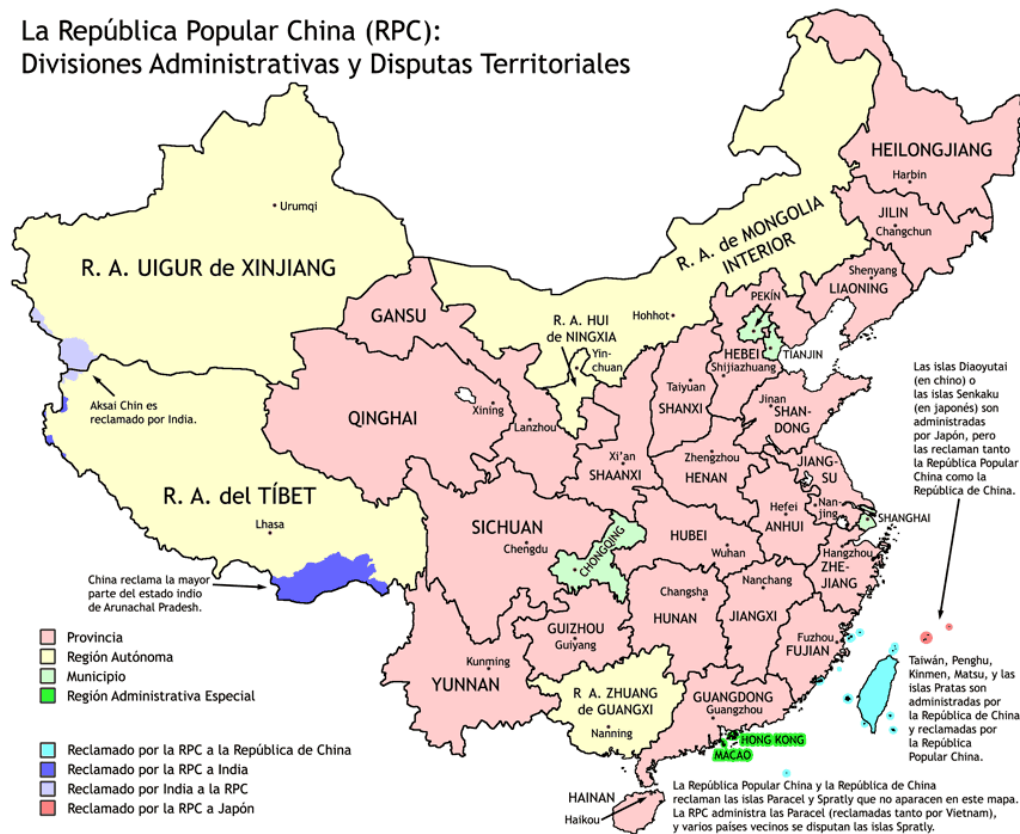 La República Popular China (RPC):
Divisiones Administrativas y Disputas Territoriales
HEILONGJIANG
Harbin
JILIN
Changchun
Urumqi
R. A. de MONGOLIA
INTERIOR
Shenyang
LIAONING
R. A. UIGUR de XINJIANG
PEKÍN
GANSU
Hohhot
R. A. HUI
de NINGXIA
Yin-
chuan
HEBEI
Shijiazhuang
TIANJIN
Aksai Chin es
reclamado por India.
QINGHAI
Xining
Lanzhou
Taiyuan
SHANXI
Jinan
SHAN-
DONG
Las islas Diaoyutai
(en chino) o
las islas Senkaku
(en japonés) son
administradas
por Japón, pero
las reclaman tanto
la República Popular
China como la
República de China.
Xi'an
SHAANXI
Zhengzhou
HENAN
JIANG-
SU
Nan-
jing
R. A. del TÍBET
Lhasa
Hefei
ANHUI
SHANGHAI
SICHUAN
Chengdu
CHONGQING
HUBEI
Wuhan
Hangzhou
ZHE-
JIANG
China reclama la mayor
parte del estado indio
de Arunachal Pradesh.
Changsha
HUNAN
Nanchang
JIANGXI
GUIZHOU
Guiyang
Fuzhou
FUJIAN
Kunming
YUNNAN
R A. ZHUANG
de GUANGXI
Nanning
GUANGDONG
Guangzhou
HONG KONG
MACAO
Taiwán, Penghu,
Kinmen, Matsu, y las
islas Pratas son
administradas por
la República de China
y reclamadas por
la República
Popular China.
HAINAN
Haikou
Provincia
Región Autónoma
Municipio
Región Administrativa Especial
Reclamado por la RPC a la República de China
Reclamado por la RPC a India
Reclamado por India a la RPC
Reclamado por la RPC a Japón
La República Popular China y la República de China
reclaman las islas Paracel y Spratly que no aparecen en este mapa.
La RPC administra las Paracel (reclamadas tanto por Vietnam),
y varios países vecinos se disputan las islas Spratly.